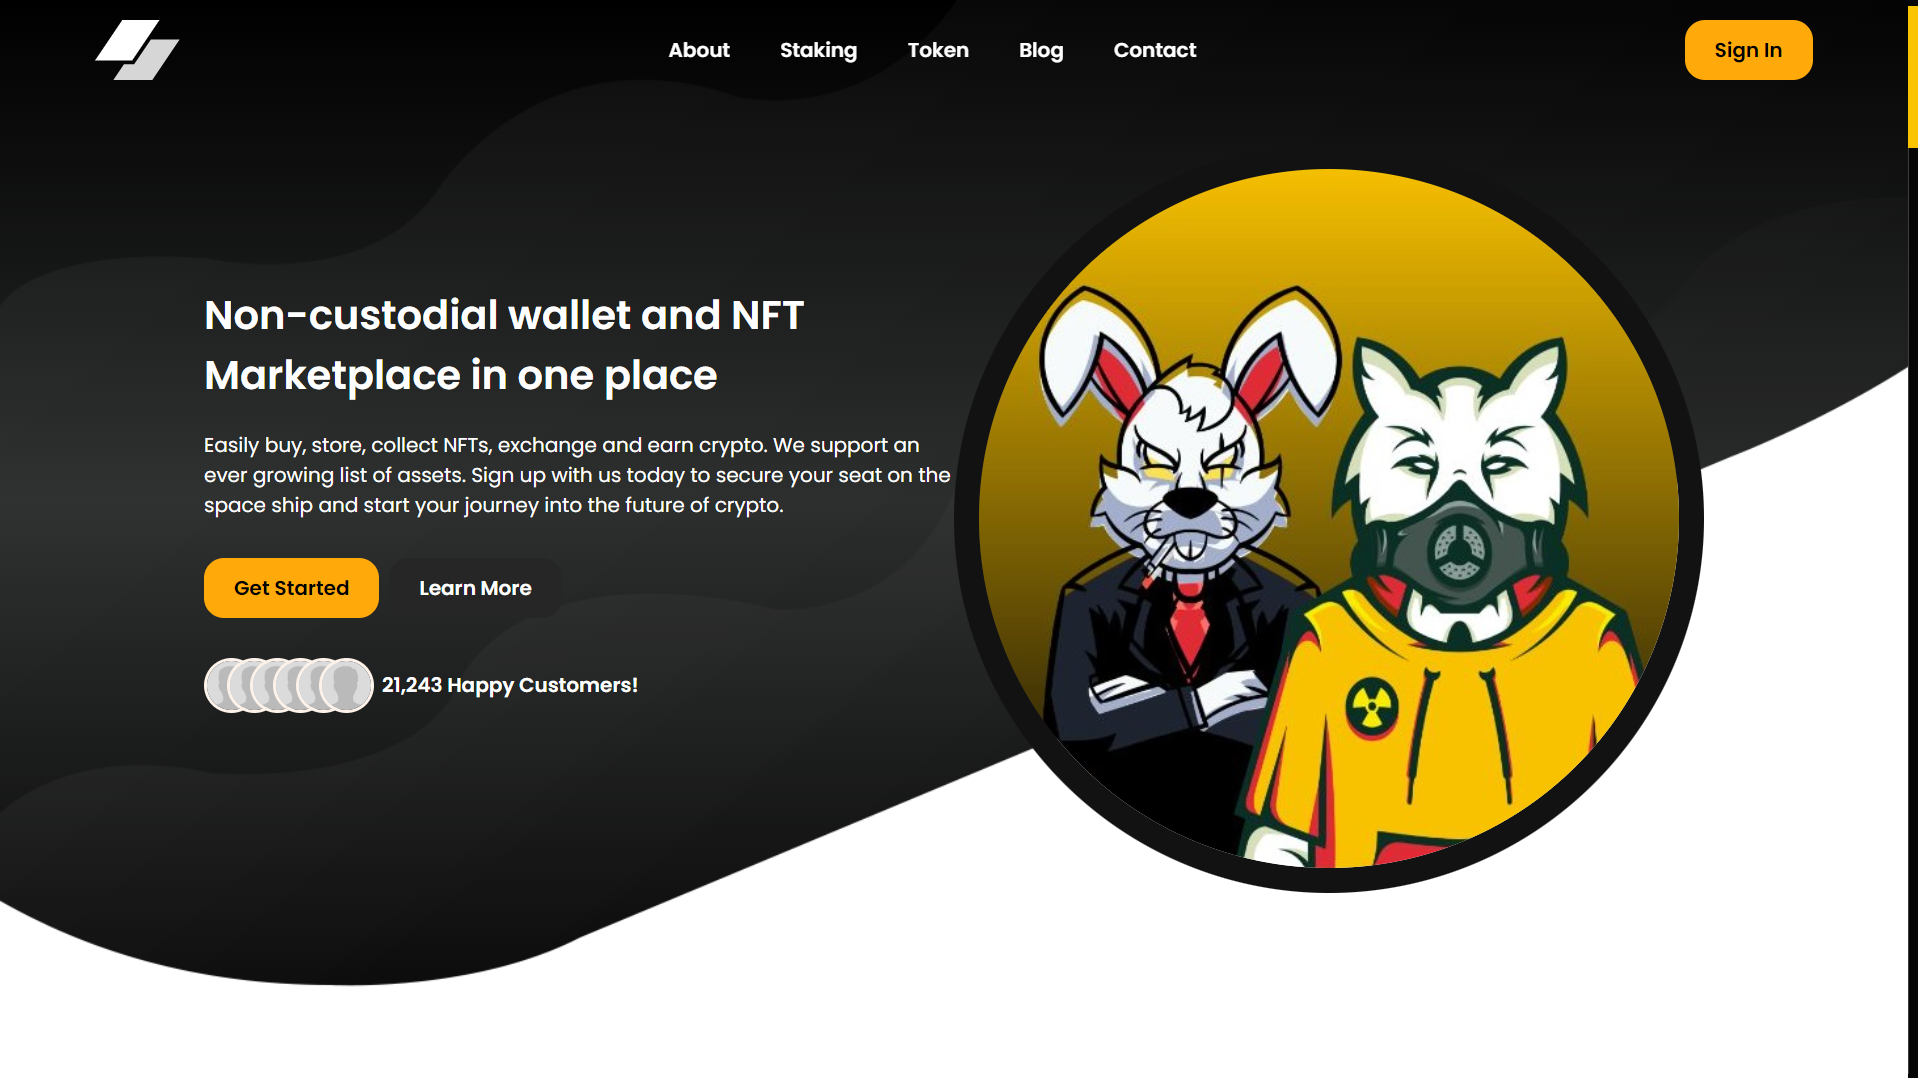 About Staking Token Blog Contact Sign In
Non-custodial wallet and NFT
Marketplace in one place
Easily buy, store, collect NFTs, exchange and earn crypto. We support an
ever growing list of assets. Sign up with us today to secure your seat on the
space ship and start your journey into the future of crypto.
Get Started Learn More
21,243 Happy Customers!